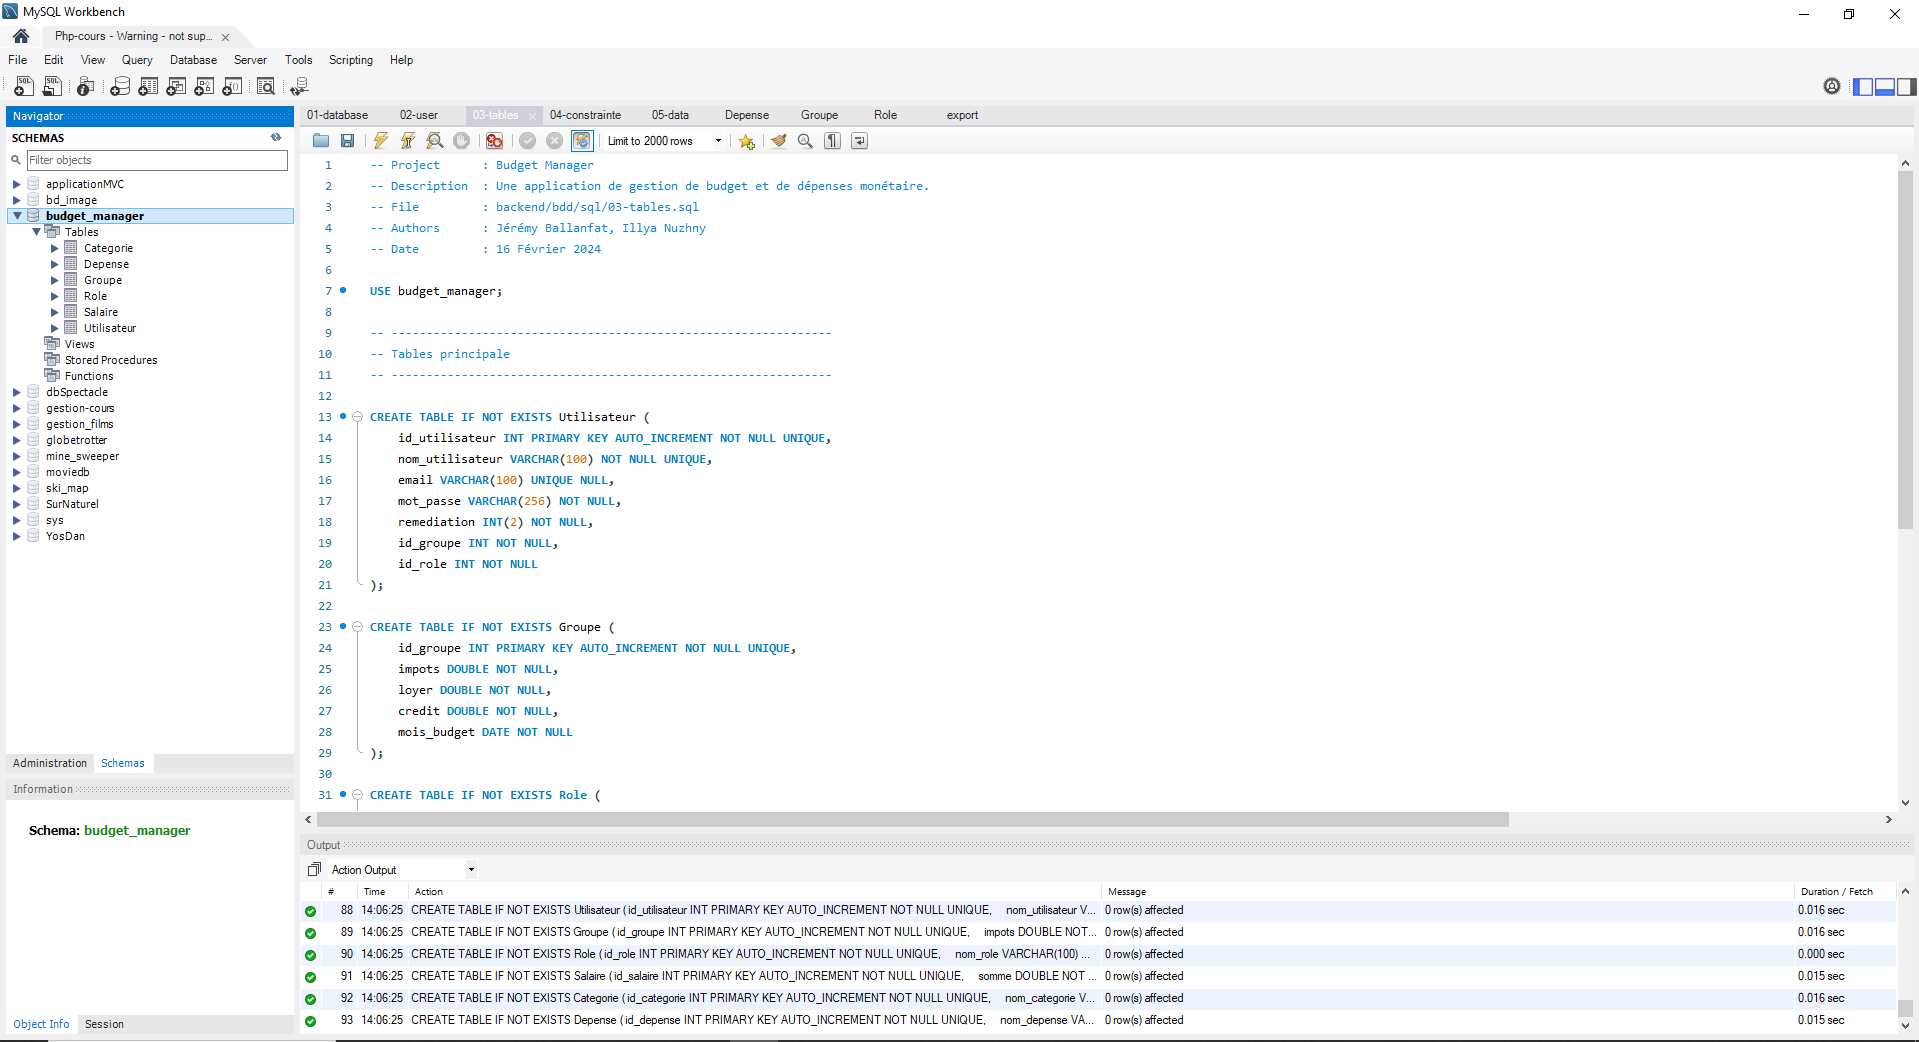 MySQL Workbench
Php-cours - Warning - not sup...
File Edit View Query Database Server Tools Scripting Help
Navigator
SCHEMAS
Filter objects
applicationMVC
bd_image
budget_manager
Tables
Categorie
Depense
Groupe
Role
Salaire
Utilisateur
Views
Stored Procedures
Functions
dbSpectacle
gestion-cours
gestion_films
globetrotter
mine_sweeper
moviedb
ski_map
SurNaturel
sys
YosDan
Administration Schemas
Information
Schema: budget_manager
Object Info Session
01-database 02-user 03-tables 04-constrainte 05-data Depense Groupe Role export
Limit to 2000 rows
1 -- Project : Budget Manager
2 -- Description : Une application de gestion de budget et de dépenses monétaire.
3 -- File : backend/bdd/sql/03-tables.sql
4 -- Authors : Jérémy Ballanfat, Illya Nuzhny
5 -- Date : 16 Février 2024
6
7 USE budget_manager;
8
9 -- ---------------------------------------------------------------
10 -- Tables principale
11 -- ---------------------------------------------------------------
12
13 CREATE TABLE IF NOT EXISTS Utilisateur (
14 id_utilisateur INT PRIMARY KEY AUTO_INCREMENT NOT NULL UNIQUE,
15 nom_utilisateur VARCHAR(100) NOT NULL UNIQUE,
16 email VARCHAR(100) UNIQUE NULL,
17 mot_passe VARCHAR(256) NOT NULL,
18 remediation INT(2) NOT NULL,
19 id_groupe INT NOT NULL,
20 id_role INT NOT NULL
21 );
22
23 CREATE TABLE IF NOT EXISTS Groupe (
24 id_groupe INT PRIMARY KEY AUTO_INCREMENT NOT NULL UNIQUE,
25 impots DOUBLE NOT NULL,
26 loyer DOUBLE NOT NULL,
27 credit DOUBLE NOT NULL,
28 mois_budget DATE NOT NULL
29 );
30
31 CREATE TABLE IF NOT EXISTS Role (
Output
Action Output
# Time Action Message Duration / Fetch
88 14:06:25 CREATE TABLE IF NOT EXISTS Utilisateur ( id_utilisateur INT PRIMARY KEY AUTO_INCREMENT NOT NULL UNIQUE, nom_utilisateur V... 0 row(s) affected 0.016 sec
89 14:06:25 CREATE TABLE IF NOT EXISTS Groupe ( id_groupe INT PRIMARY KEY AUTO_INCREMENT NOT NULL UNIQUE, impots DOUBLE NOT... 0 row(s) affected 0.016 sec
90 14:06:25 CREATE TABLE IF NOT EXISTS Role ( id_role INT PRIMARY KEY AUTO_INCREMENT NOT NULL UNIQUE, nom_role VARCHAR(100) ... 0 row(s) affected 0.000 sec
91 14:06:25 CREATE TABLE IF NOT EXISTS Salaire ( id_salaire INT PRIMARY KEY AUTO_INCREMENT NOT NULL UNIQUE, somme DOUBLE NOT ... 0 row(s) affected 0.015 sec
92 14:06:25 CREATE TABLE IF NOT EXISTS Categorie ( id_categorie INT PRIMARY KEY AUTO_INCREMENT NOT NULL UNIQUE, nom_categorie V... 0 row(s) affected 0.016 sec
93 14:06:25 CREATE TABLE IF NOT EXISTS Depense ( id_depense INT PRIMARY KEY AUTO_INCREMENT NOT NULL UNIQUE, nom_depense VA... 0 row(s) affected 0.015 sec